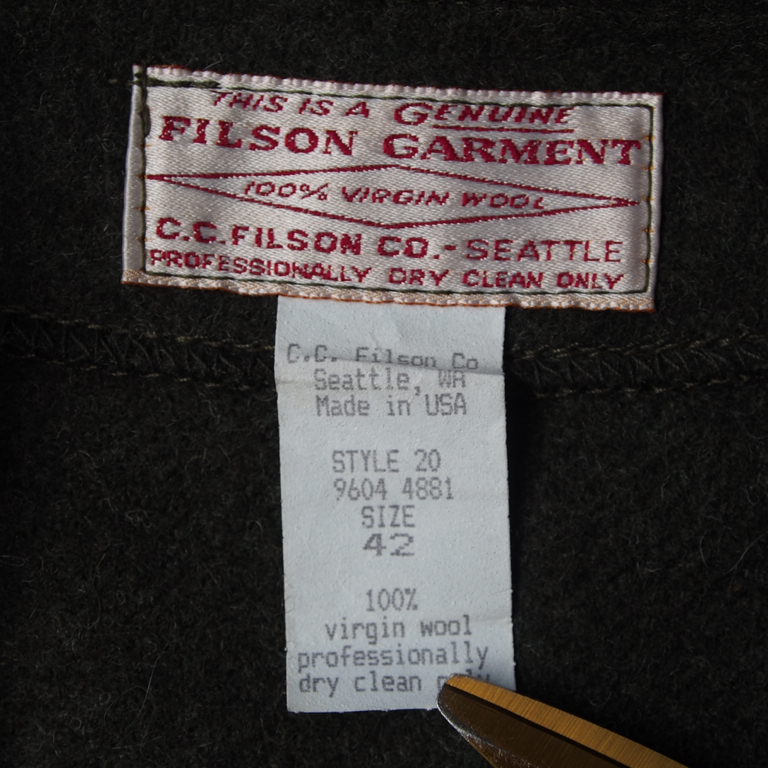 THIS IS A GENUINE
FILSON GARMENT
100% VIRGIN WOOL
C.C. FILSON CO.-SEATTLE
PROFESSIONALLY DRY CLEAN ONLY
C.C. Filson Co
Seattle, WA
Made in USA
STYLE 20
9604 4881
SIZE
42
100%
virgin wool
professionally
dry clean only